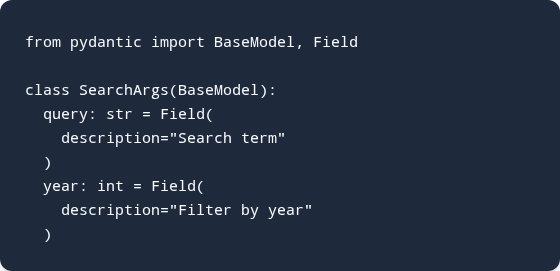 from pydantic import BaseModel, Field

class SearchArgs(BaseModel):
  query: str = Field(
    description="Search term"
  )
  year: int = Field(
    description="Filter by year"
  )